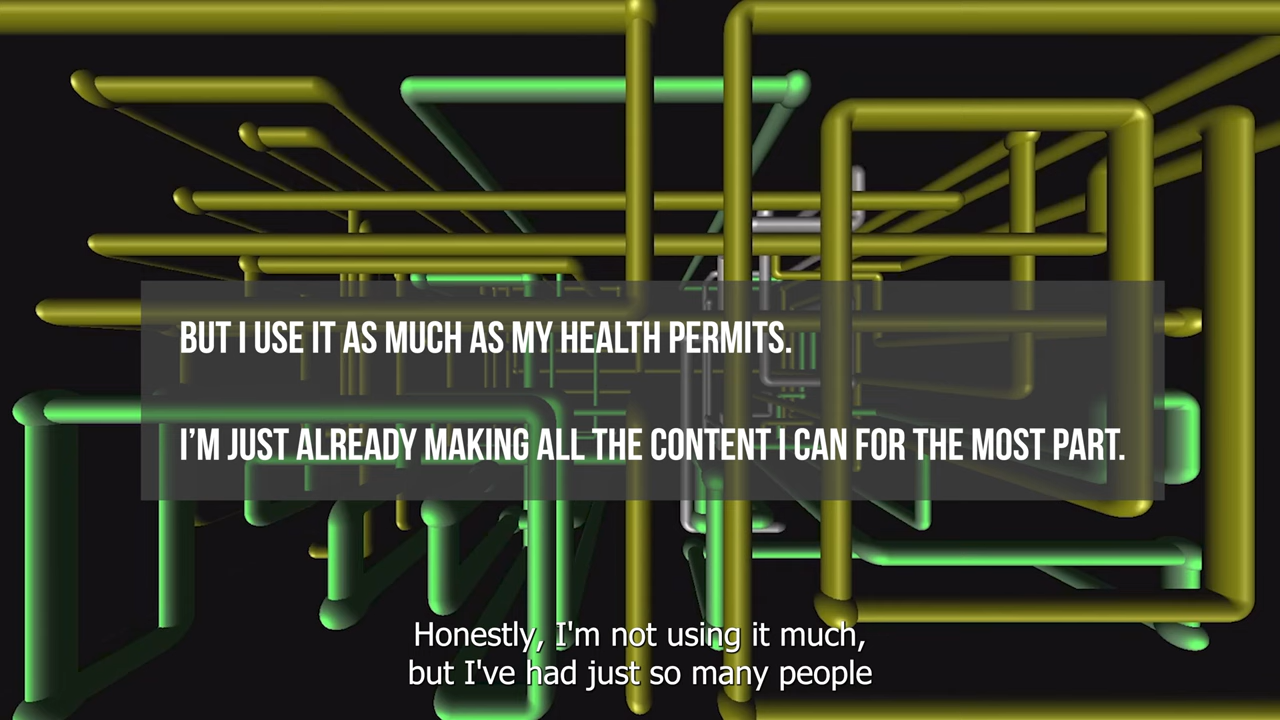 BUT I USE IT AS MUCH AS MY HEALTH PERMITS.
I'M JUST ALREADY MAKING ALL THE CONTENT I CAN FOR THE MOST PART.
Honestly, I'm not using it much,
but I've had just so many people